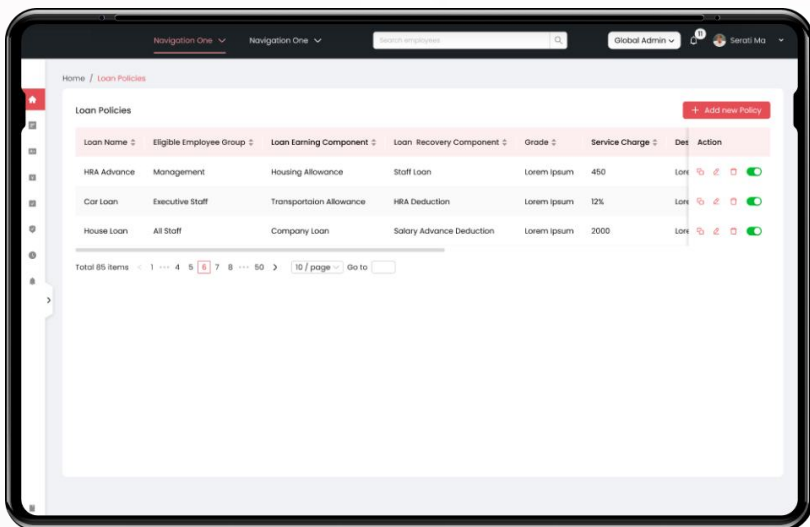 Navigation One Navigation One Search employees Global Admin 11 Serati Ma
Home / Loan Policies
Loan Policies + Add new Policy
Loan Name Eligible Employee Group Loan Earning Component Loan Recovery Component Grade Service Charge Des Action
HRA Advance Management Housing Allowance Staff Loan Lorem Ipsum 450 Lore
Car Loan Executive Staff Transportaion Allowance HRA Deduction Lorem Ipsum 12% Lore
House Loan All Staff Company Loan Salary Advance Deduction Lorem Ipsum 2000 Lore
Total 85 items < 1 ••• 4 5 6 7 8 ••• 50 > 10 / page Go to